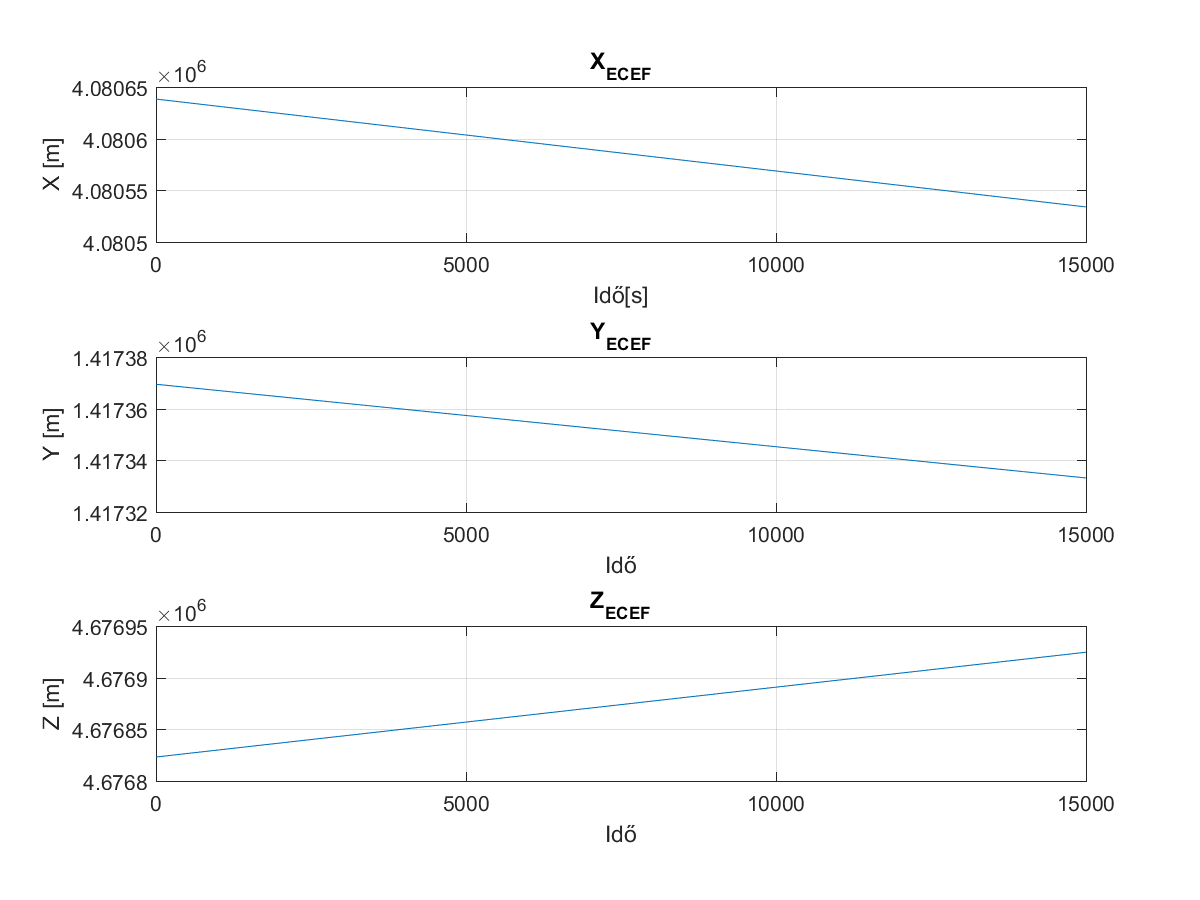 X_ECEF
×10^6
4.08065
4.0806
4.08055
4.0805
X [m]
0 5000 10000 15000
Idő[s]
Y_ECEF
×10^6
1.41738
1.41736
1.41734
1.41732
Y [m]
0 5000 10000 15000
Idő
Z_ECEF
×10^6
4.67695
4.6769
4.67685
4.6768
Z [m]
0 5000 10000 15000
Idő